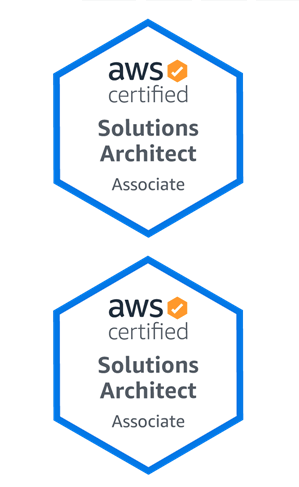 aws
certified
Solutions
Architect
Associate
aws
certified
Solutions
Architect
Associate